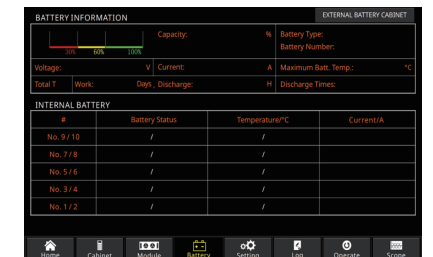 BATTERY INFORMATION
EXTERNAL BATTERY CABINET
Capacity: %
Battery Type:
Battery Number:
30% 60% 100%
Voltage: V Current: A Maximum Batt. Temp.: °C
Total T Work: Days, Discharge: H Discharge Times:
INTERNAL BATTERY
# Battery Status Temperature/°C Current/A
No. 9 / 10 / /
No. 7 / 8 / /
No. 5 / 6 / /
No. 3 / 4 / /
No. 1 / 2 / /
Home Cabinet Module Battery Setting Log Operate Scope